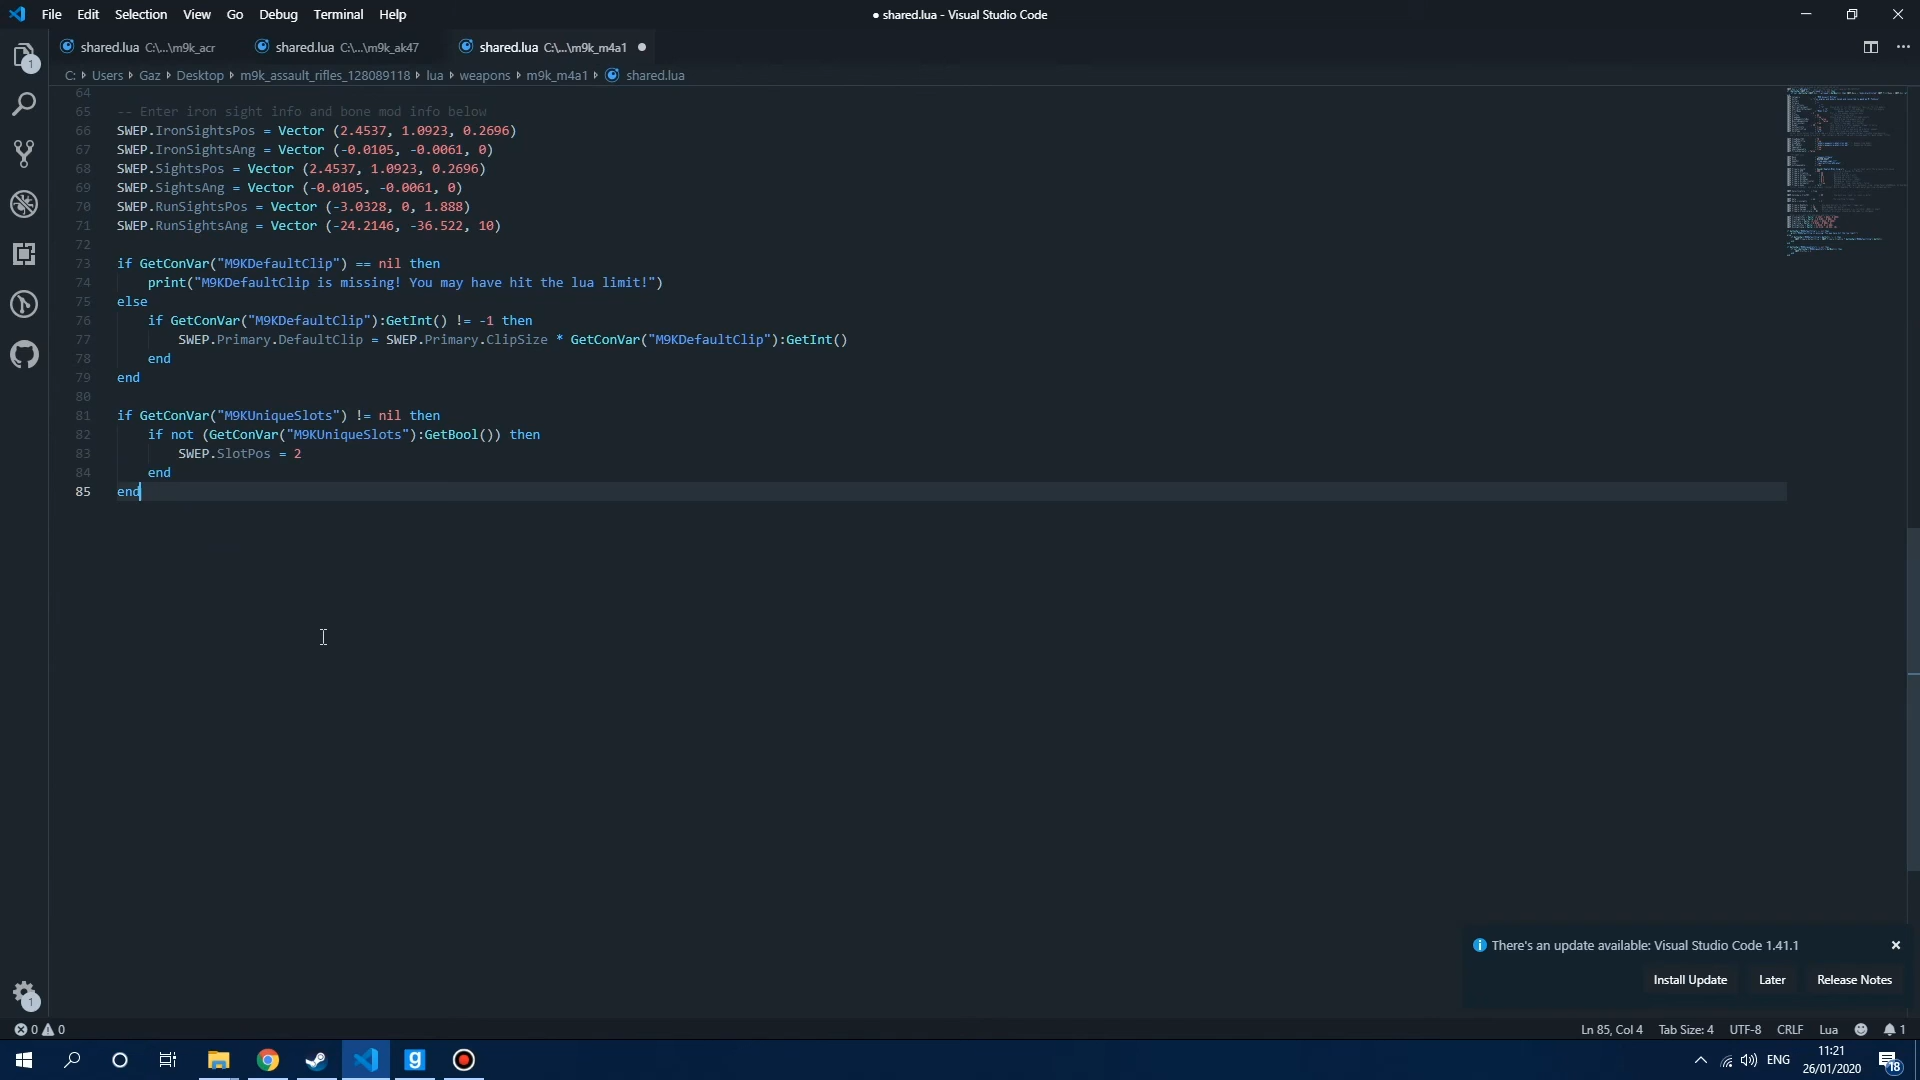 File Edit Selection View Go Debug Terminal Help
● shared.lua - Visual Studio Code
shared.lua C:\...\m9k_acr
shared.lua C:\...\m9k_ak47
shared.lua C:\...\m9k_m4a1 ●
C: Users Gaz Desktop m9k_assault_rifles_128089118 lua weapons m9k_m4a1 shared.lua
64
65 -- Enter iron sight info and bone mod info below
66 SWEP.IronSightsPos = Vector (2.4537, 1.0923, 0.2696)
67 SWEP.IronSightsAng = Vector (-0.0105, -0.0061, 0)
68 SWEP.SightsPos = Vector (2.4537, 1.0923, 0.2696)
69 SWEP.SightsAng = Vector (-0.0105, -0.0061, 0)
70 SWEP.RunSightsPos = Vector (-3.0328, 0, 1.888)
71 SWEP.RunSightsAng = Vector (-24.2146, -36.522, 10)
72
73 if GetConVar("M9KDefaultClip") == nil then
74 print("M9KDefaultClip is missing! You may have hit the lua limit!")
75 else
76 if GetConVar("M9KDefaultClip"):GetInt() != -1 then
77 SWEP.Primary.DefaultClip = SWEP.Primary.ClipSize * GetConVar("M9KDefaultClip"):GetInt()
78 end
79 end
80
81 if GetConVar("M9KUniqueSlots") != nil then
82 if not (GetConVar("M9KUniqueSlots"):GetBool()) then
83 SWEP.SlotPos = 2
84 end
85 end
1
1
There's an update available: Visual Studio Code 1.41.1
Install Update Later Release Notes
0 0
Ln 85, Col 4 Tab Size: 4 UTF-8 CRLF Lua 1
g
ENG
11:21
26/01/2020
18